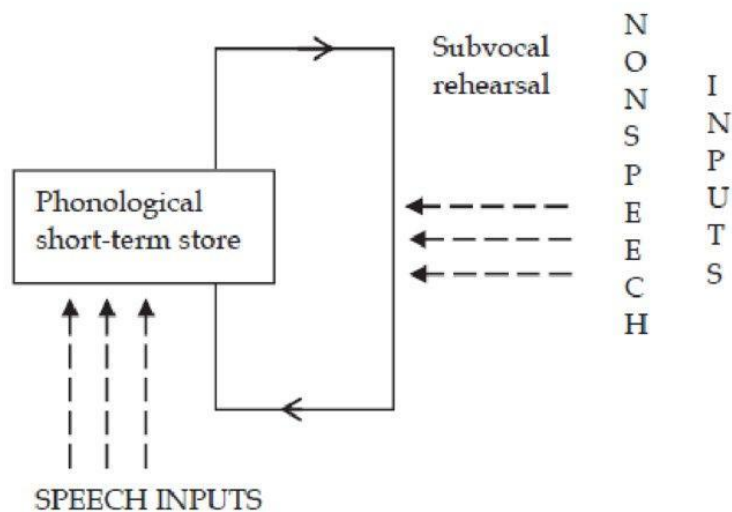 Subvocal
rehearsal
NONSPEECH
INPUTS
Phonological
short-term store
SPEECH INPUTS